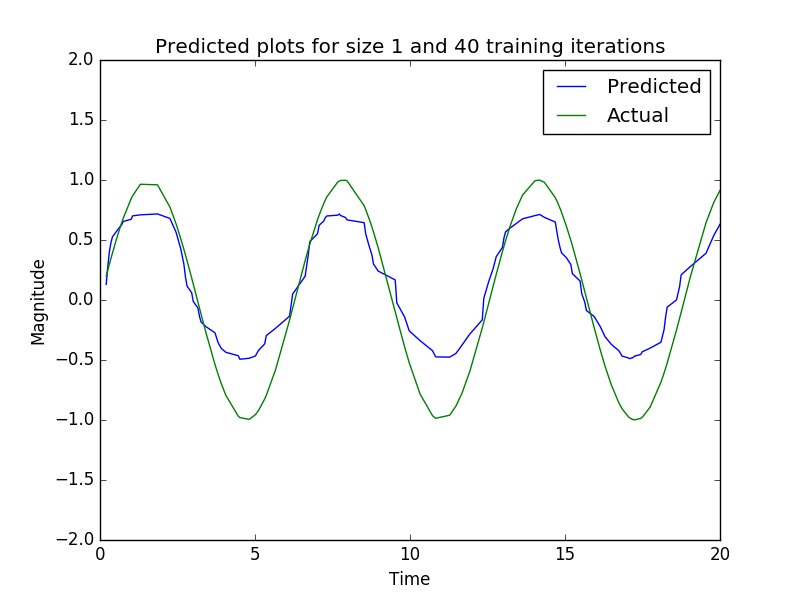 Predicted plots for size 1 and 40 training iterations
2.0
1.5
1.0
0.5
0.0
−0.5
−1.0
−1.5
−2.0
Magnitude
Predicted
Actual
0 5 10 15 20
Time